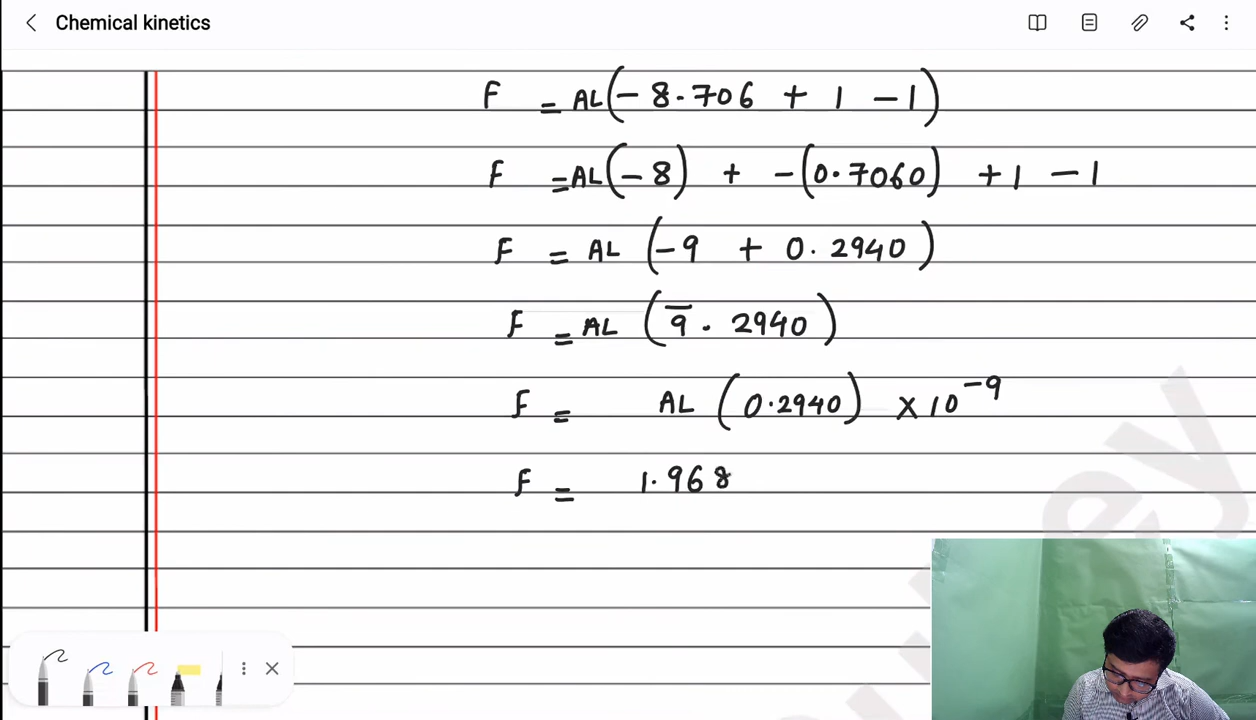 Chemical kinetics
F = AL(-8.706 + 1 - 1)
F = AL(-8) + -(0.7060) + 1 - 1
F = AL (-9 + 0.2940)
F = AL (9̅.2940)
F = AL (0.2940) × 10⁻⁹
F = 1.968